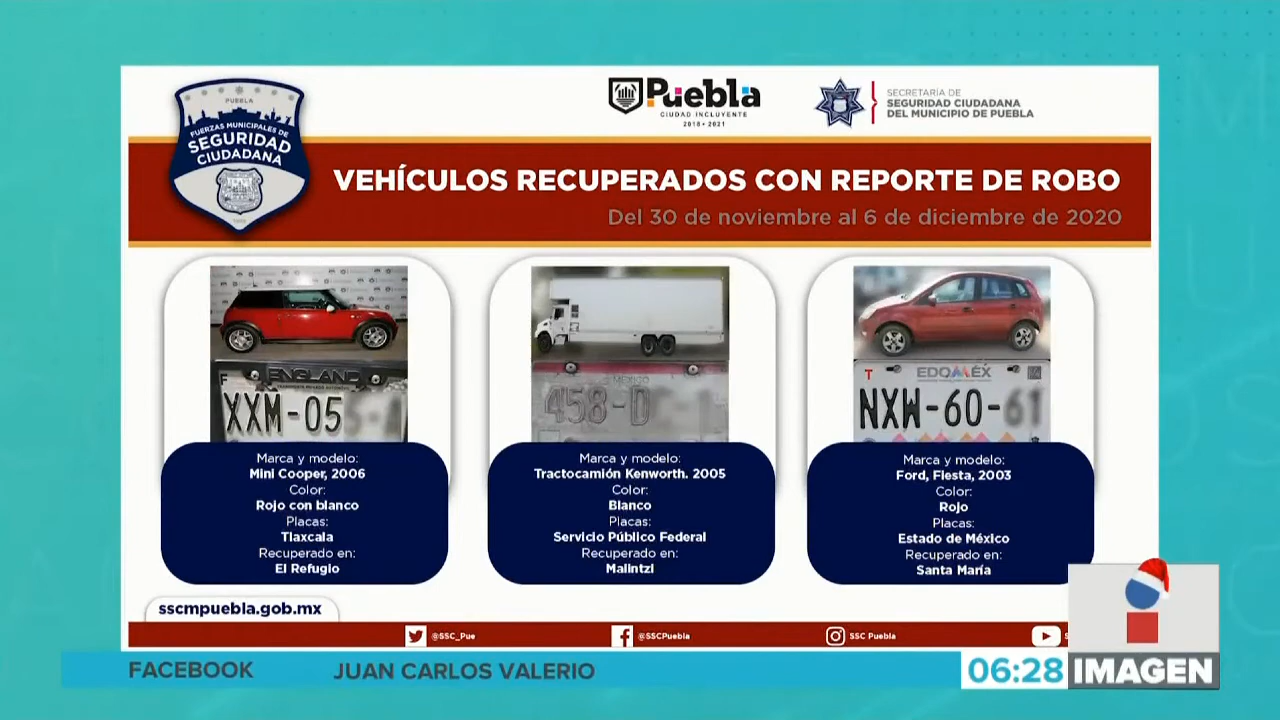 PUEBLA
FUERZAS MUNICIPALES DE
SEGURIDAD
CIUDADANA
Puebla
CIUDAD INCLUYENTE
2018 • 2021
SECRETARÍA DE
SEGURIDAD CIUDADANA
DEL MUNICIPIO DE PUEBLA
VEHÍCULOS RECUPERADOS CON REPORTE DE ROBO
Del 30 de noviembre al 6 de diciembre de 2020
ENGLAND
XXM-05
MÉXICO
458-D
T EDOMÉX
NXW-60-61
Marca y modelo:
Mini Cooper, 2006
Color:
Rojo con blanco
Placas:
Tlaxcala
Recuperado en:
El Refugio
Marca y modelo:
Tractocamión Kenworth. 2005
Color:
Blanco
Placas:
Servicio Público Federal
Recuperado en:
Malintzi
Marca y modelo:
Ford, Fiesta, 2003
Color:
Rojo
Placas:
Estado de México
Recuperado en:
Santa María
sscmpuebla.gob.mx
@SSC_Pue
@SSCPuebla
SSC Puebla
FACEBOOK JUAN CARLOS VALERIO
06:28
IMAGEN